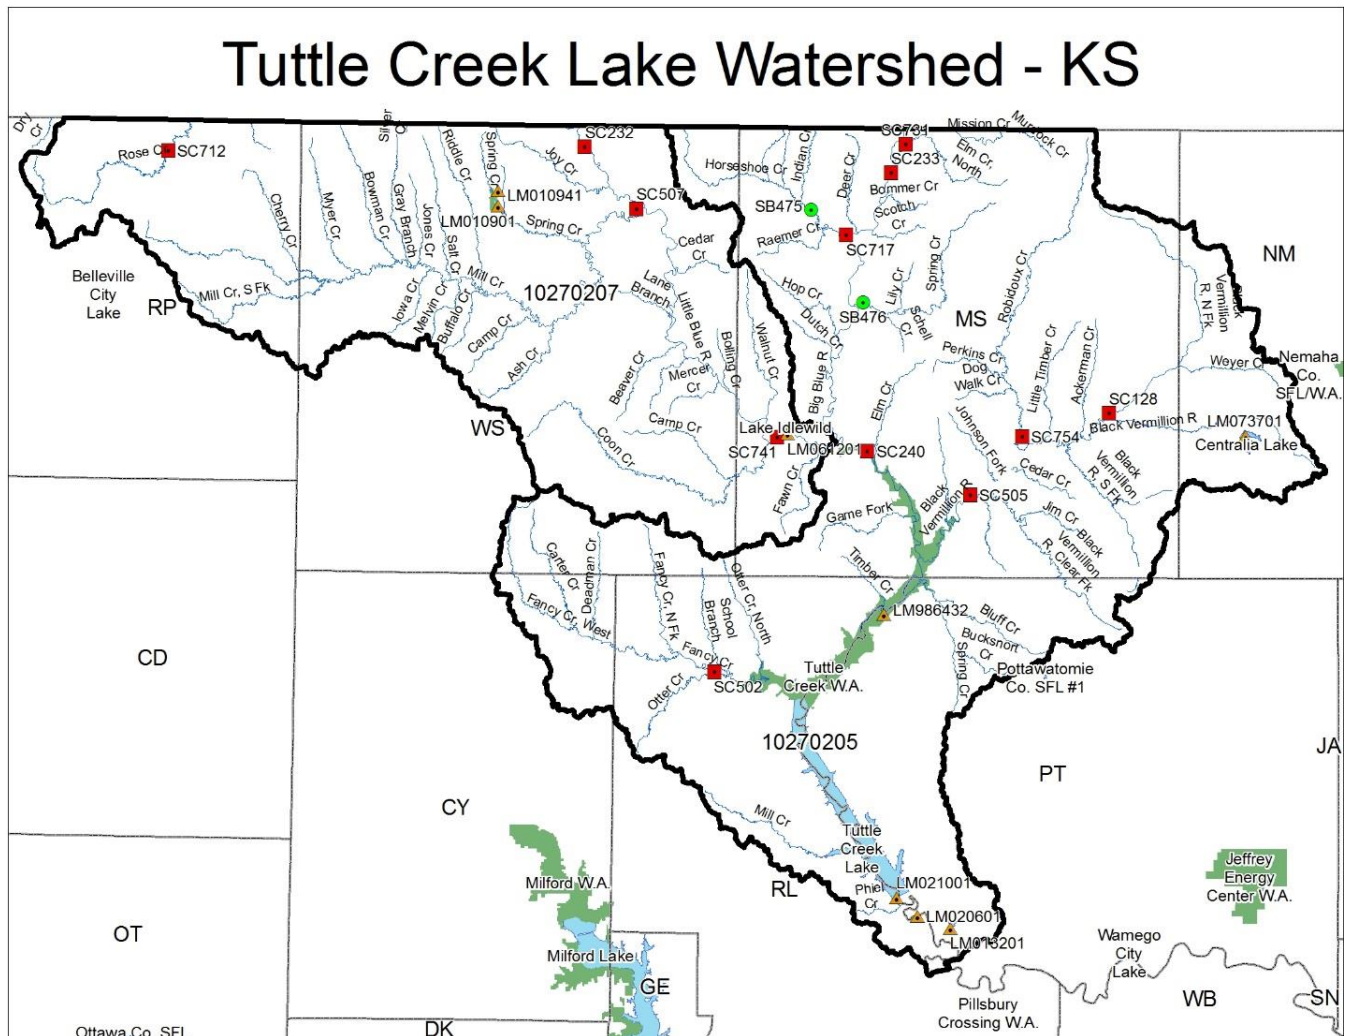 Tuttle Creek Lake Watershed - KS
Dry
Cr
Rose Cr
SC712
Silver
Cr
Riddle Cr
Spring Cr
Joy Cr
SC232
Horseshoe Cr
Indian Cr
Deer Cr
SC731
Mission Cr
Murdock Cr
SC233
Elm Cr,
North
Bommer Cr
Scotch
Cr
LM010941
LM010901
SC507
SB475
Raemer Cr
SC717
Cherry Cr
Myer Cr
Bowman Cr
Gray Branch
Jones Cr
Salt Cr
Spring Cr
Cedar
Cr
NM
Belleville
City
Lake
RP
Mill Cr, S Fk
Mill Cr
10270207
Lane
Branch
Little Blue R
Hop Cr
Dutch Cr
Lily Cr
Spring Cr
SB476
Schell
Cr
MS
Robidoux Cr
Black
Vermillion
R, N Fk
Iowa Cr
Melvin Cr
Buffalo Cr
Camp Cr
Ash Cr
Beaver Cr
Mercer
Cr
Bolling Cr
Walnut Cr
Big Blue R
Perkins Cr
Dog
Walk Cr
Little Timber Cr
Ackerman Cr
Weyer Cr
Nemaha
Co.
SFL/W.A.
Elm Cr
SC128
Black Vermillion R
LM073701
Centralia Lake
WS
Coon Cr
Camp Cr
Lake Idlewild
SC741
LM061201
SC240
Johnson Fork
SC754
Cedar Cr
Black
Vermillion
R, S Fk
Fawn Cr
Black
Vermillion R
SC505
Game Fork
Jim Cr
Black
Vermillion
R, Clear Fk
Carter Cr
Deadman Cr
Fancy Cr, West
Fancy Cr, N Fk
School
Branch
Otter Cr, North
Timber Cr
LM986432
Bluff Cr
Bucksnort
Cr
Spring Cr
CD
Fancy Cr
SC502
Otter Cr
Tuttle
Creek W.A.
Pottawatomie
Co. SFL #1
10270205
JA
PT
CY
Mill Cr
Tuttle
Creek
Lake
Milford W.A.
RL
Phiel
Cr
LM021001
LM020601
LM013201
Jeffrey
Energy
Center W.A.
OT
Milford Lake
GE
Wamego
City
Lake
WB
SN
Pillsbury
Crossing W.A.
Ottawa Co. SFL
DK